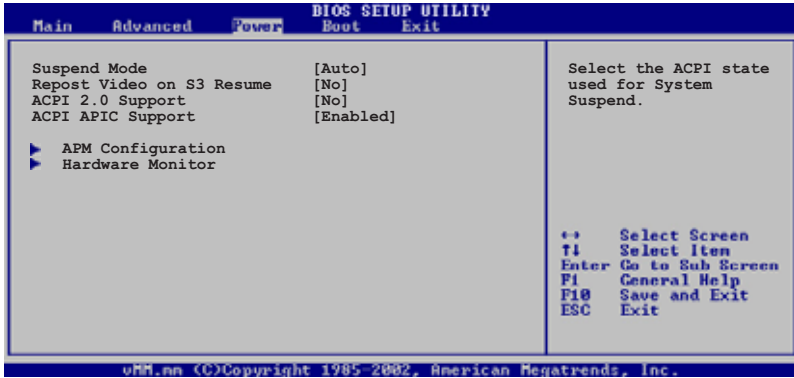 BIOS SETUP UTILITY
Main Advanced Power Boot Exit
Suspend Mode [Auto]
Repost Video on S3 Resume [No]
ACPI 2.0 Support [No]
ACPI APIC Support [Enabled]
APM Configuration
Hardware Monitor
Select the ACPI state
used for System
Suspend.
←→ Select Screen
↑↓ Select Item
Enter Go to Sub Screen
F1 General Help
F10 Save and Exit
ESC Exit
vMM.mn (C)Copyright 1985-2002, American Megatrends, Inc.